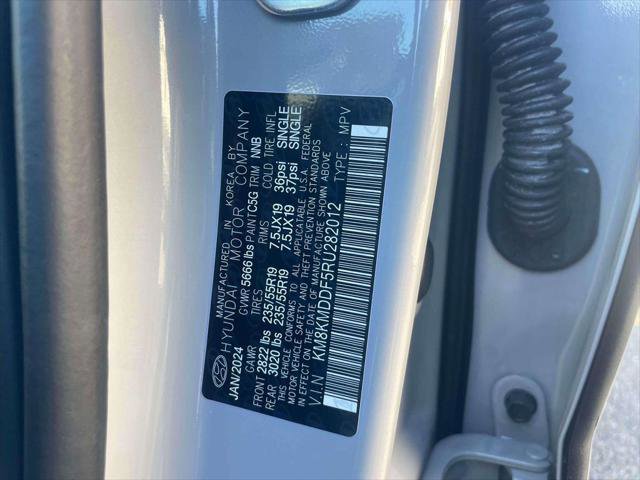 MANUFACTURED IN KOREA BY
HYUNDAI MOTOR COMPANY
JAN/2024 GVWR 5666 lbs PAINT C5G TRIM NNB
GAWR TIRES RIMS COLD TIRE INFL
FRONT 2822 lbs 235/55R19 7.5JX19 36psi SINGLE
REAR 3020 lbs 235/55R19 7.5JX19 37psi SINGLE
THIS VEHICLE CONFORMS TO ALL APPLICABLE U.S.A. FEDERAL
MOTOR VEHICLE SAFETY AND THEFT PREVENTION STANDARDS
IN EFFECT ON THE DATE OF MANUFACTURE SHOWN ABOVE
V.I.N : KM8KMDDF5RU282012 TYPE : MPV